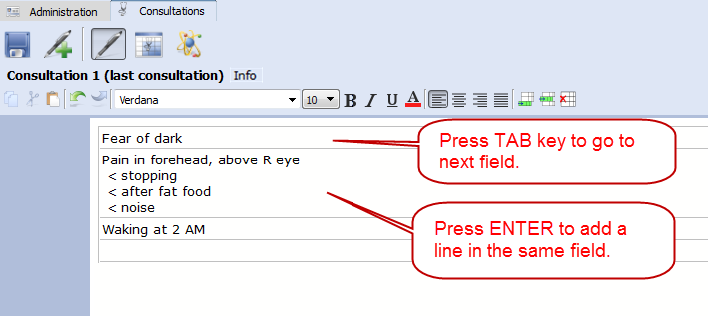 Administration Consultations
Consultation 1 (last consultation) Info
Verdana 10 B I U A
Fear of dark
Pain in forehead, above R eye
< stopping
< after fat food
< noise
Waking at 2 AM
Press TAB key to go to
next field.
Press ENTER to add a
line in the same field.